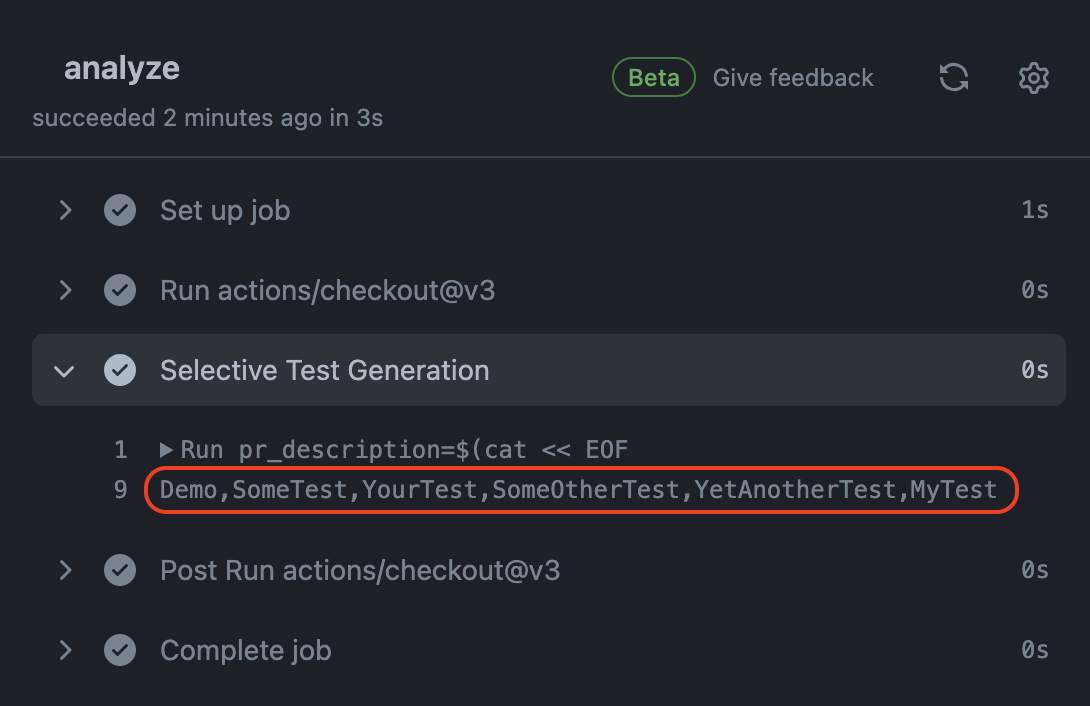 analyze
Beta Give feedback
succeeded 2 minutes ago in 3s
Set up job 1s
Run actions/checkout@v3 0s
Selective Test Generation 0s
1 Run pr_description=$(cat << EOF
9 Demo,SomeTest,YourTest,SomeOtherTest,YetAnotherTest,MyTest
Post Run actions/checkout@v3 0s
Complete job 0s